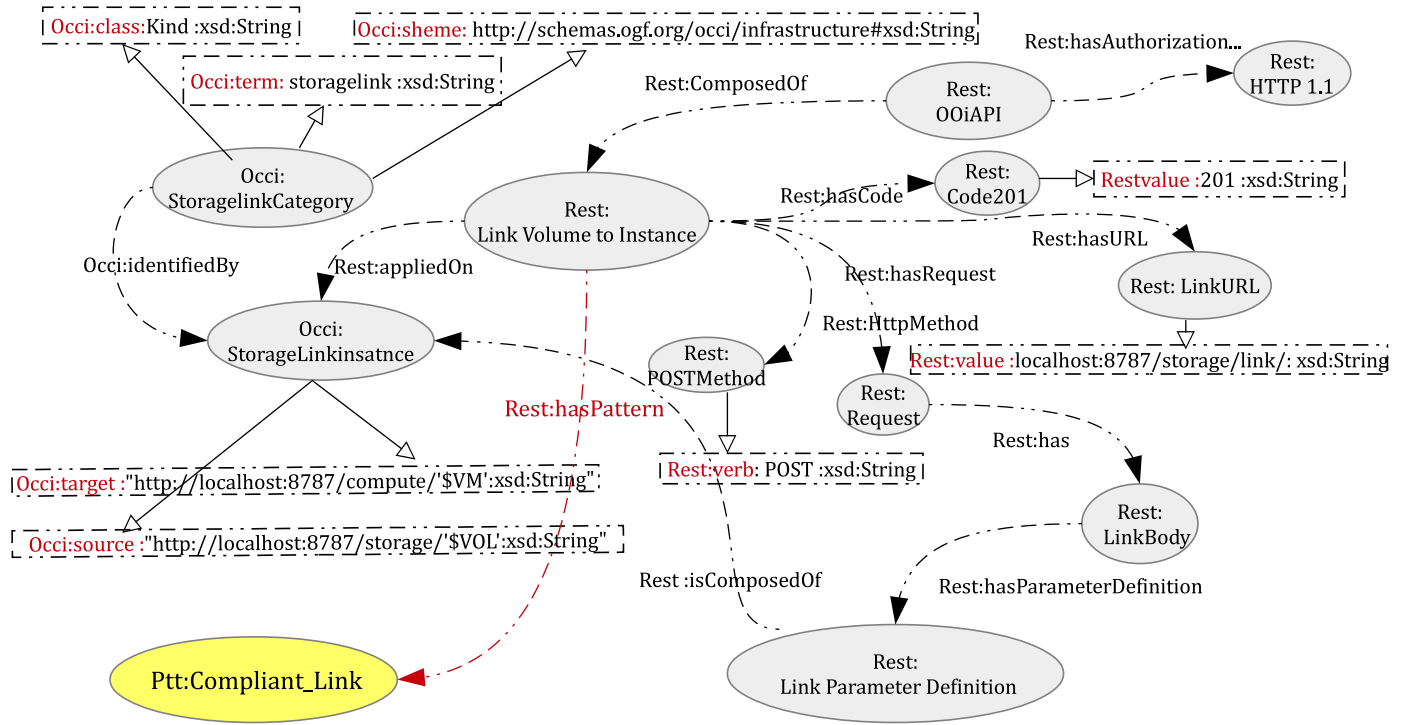 Occi:class:Kind :xsd:String
Occi:sheme: http://schemas.ogf.org/occi/infrastructure#xsd:String
Rest:hasAuthorization...
Occi:term: storagelink :xsd:String
Rest:ComposedOf
Rest:
OOiAPI
Rest:
HTTP 1.1
Occi:
StoragelinkCategory
Rest:
Link Volume to Instance
Rest:hasCode
Rest:
Code201
Restvalue :201 :xsd:String
Occi:identifiedBy
Rest:appliedOn
Rest:hasRequest
Rest:hasURL
Rest: LinkURL
Occi:
StorageLinkinsatnce
Rest:HttpMethod
Rest:
POSTMethod
Rest:value :localhost:8787/storage/link/: xsd:String
Rest:hasPattern
Rest:
Request
Rest:has
Rest:verb: POST :xsd:String
Occi:target :"http://localhost:8787/compute/'$VM':xsd:String"
Occi:source :"http://localhost:8787/storage/'$VOL':xsd:String"
Rest:
LinkBody
Rest :isComposedOf
Rest:hasParameterDefinition
Ptt:Compliant_Link
Rest:
Link Parameter Definition